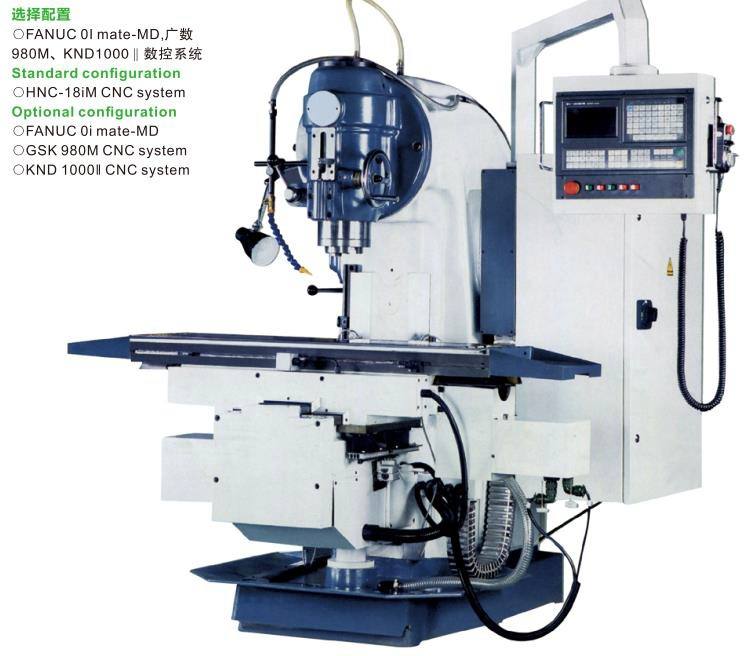 选择配置
○FANUC 0I mate-MD,广数
980M、KND1000Ⅱ数控系统
Standard configuration
○HNC-18iM CNC system
Optional configuration
○FANUC 0i mate-MD
○GSK 980M CNC system
○KND 1000Ⅱ CNC system